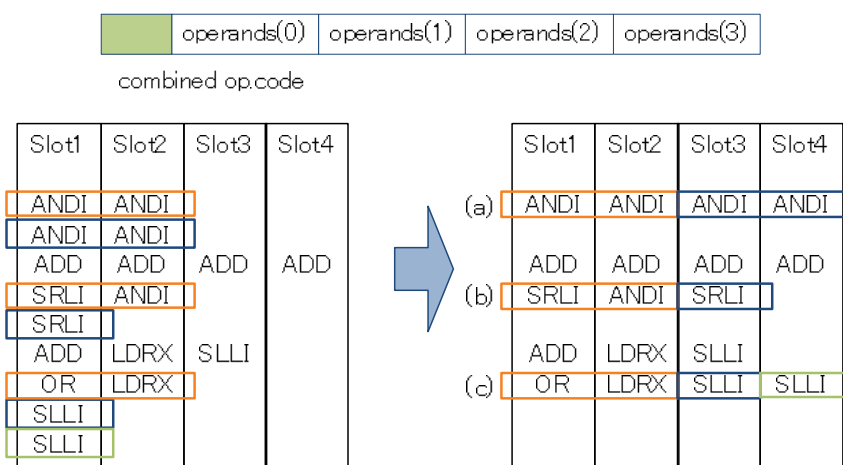 operands(0) operands(1) operands(2) operands(3)
combined op.code
Slot1 Slot2 Slot3 Slot4
ANDI ANDI
ANDI ANDI
ADD ADD ADD ADD
SRLI ANDI
SRLI
ADD LDRX SLLI
OR LDRX
SLLI
SLLI
Slot1 Slot2 Slot3 Slot4
(a) ANDI ANDI ANDI ANDI
ADD ADD ADD ADD
(b) SRLI ANDI SRLI
ADD LDRX SLLI
(c) OR LDRX SLLI SLLI